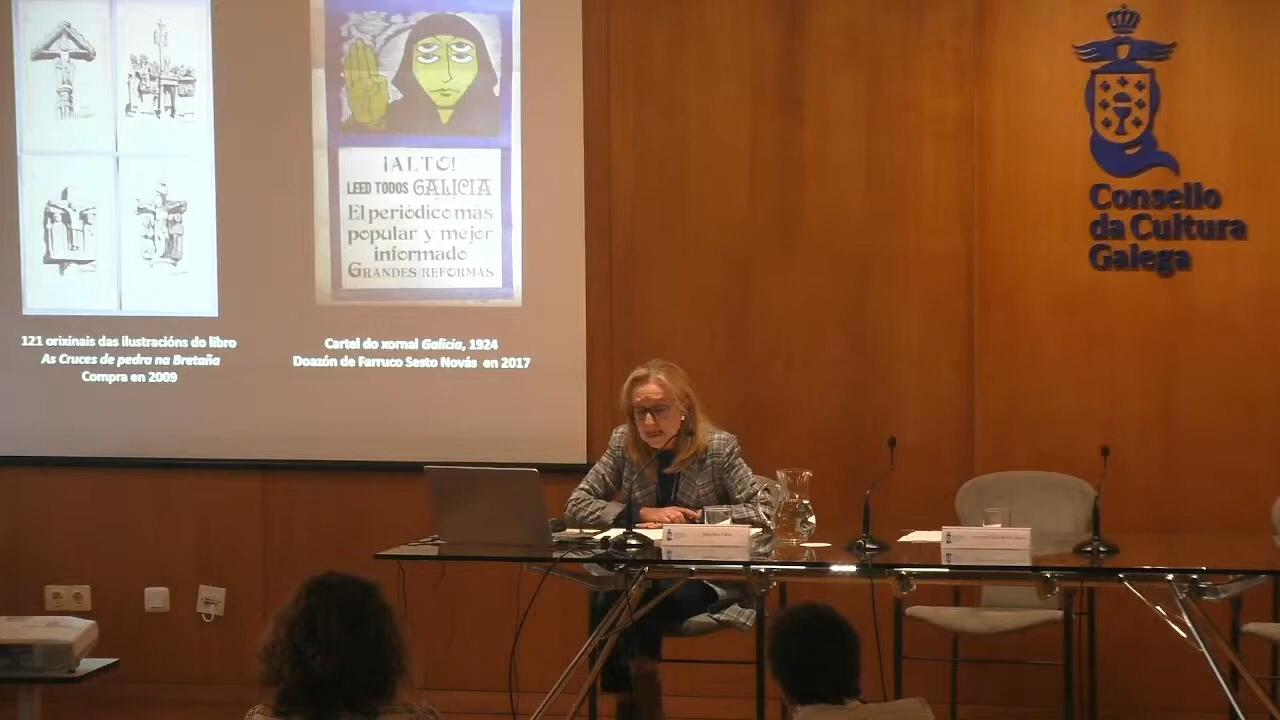 ¡ALTO!
LEED TODOS GALICIA
El periódico más
popular y mejor
informado
GRANDES REFORMAS
121 orixinais das ilustracións do libro
As Cruces de pedra na Bretaña
Compra en 2009
Cartel do xornal Galicia, 1924
Doazón de Farruco Sesto Novás en 2017
Consello
da Cultura
Galega